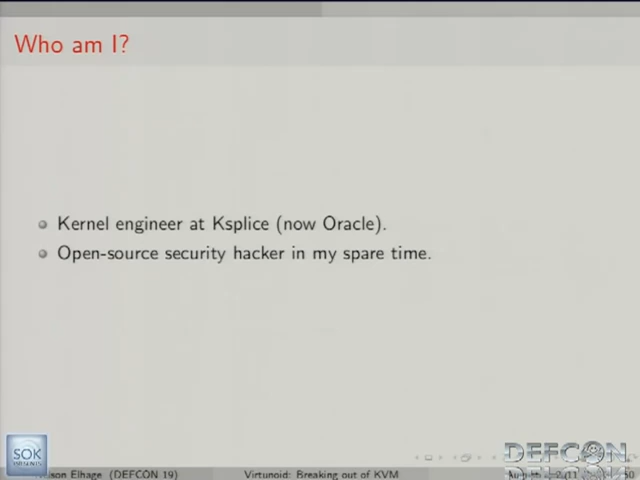 Who am I?
Kernel engineer at Ksplice (now Oracle).
Open-source security hacker in my spare time.
SOK
DEFCON
Elhage (DEFCON 19)
Virtunoid: Breaking out of KVM